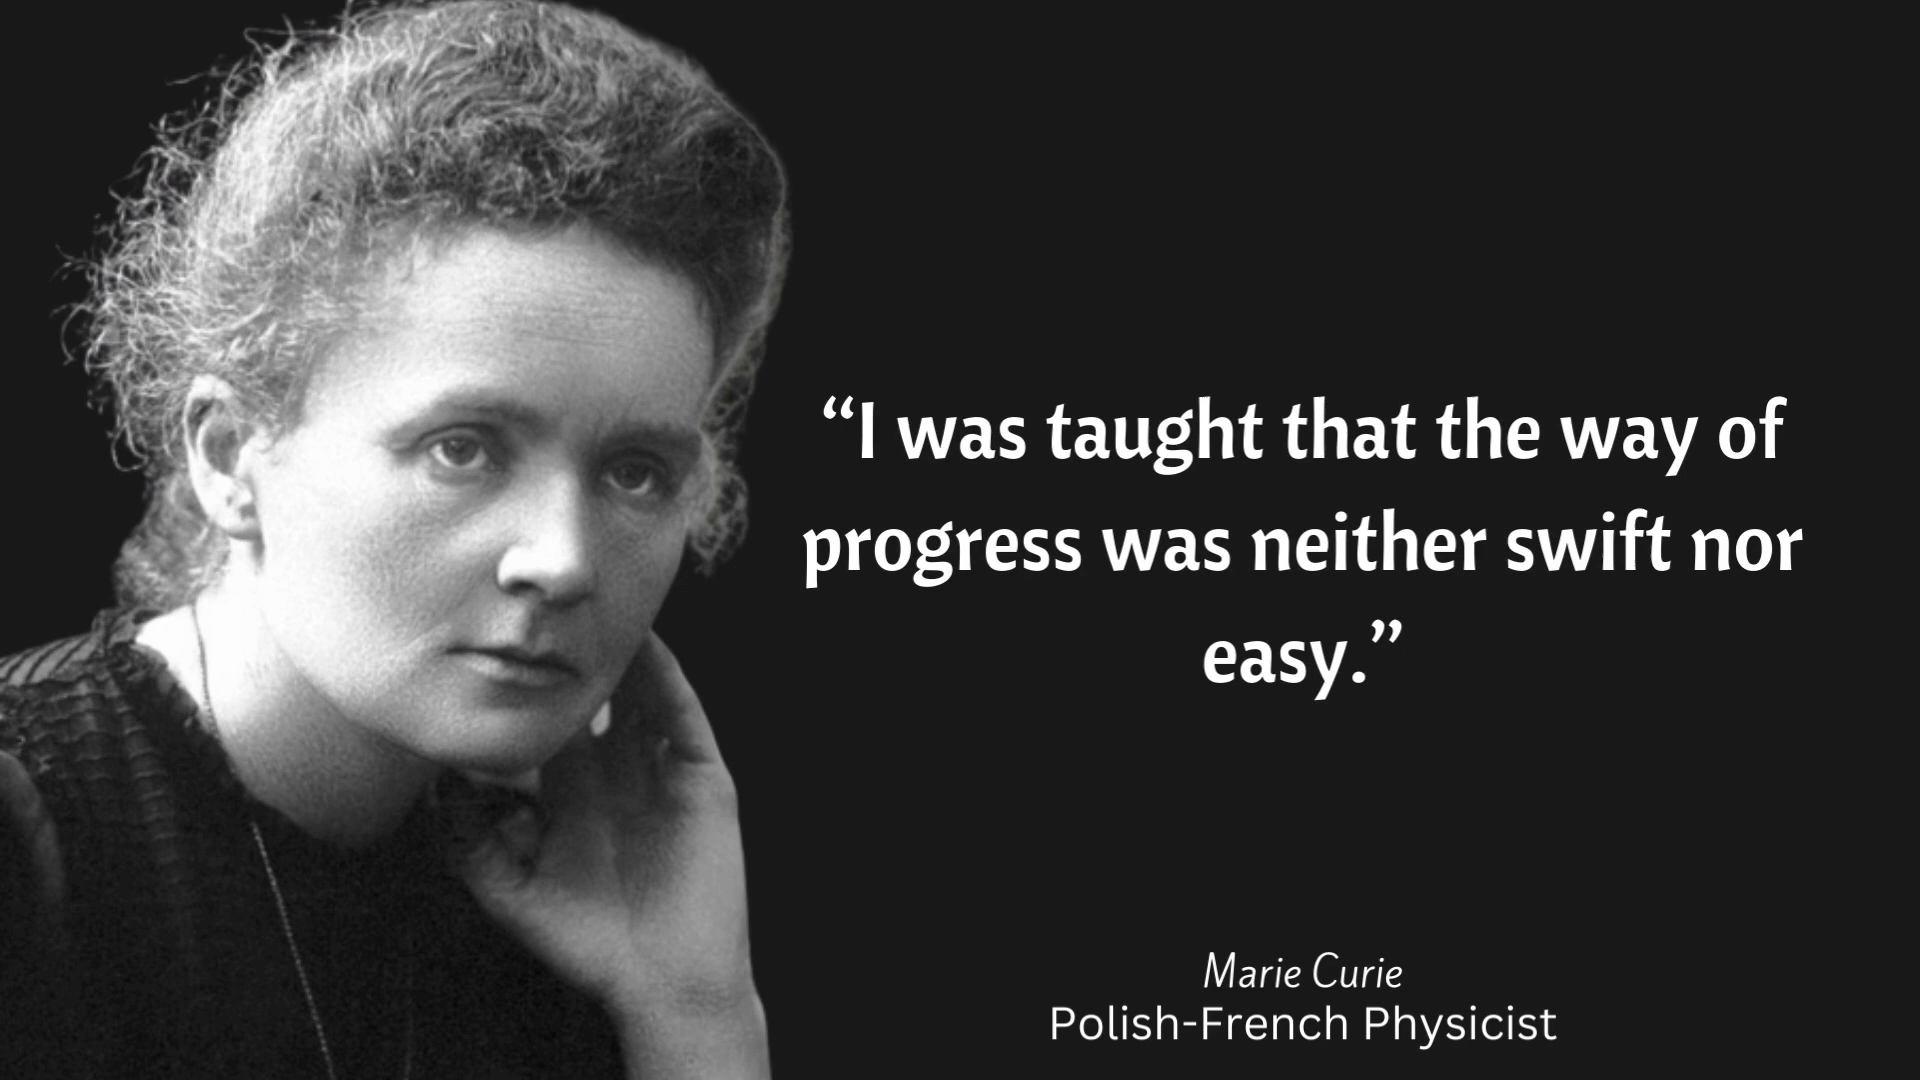 “I was taught that the way of
progress was neither swift nor
easy.”
Marie Curie
Polish-French Physicist